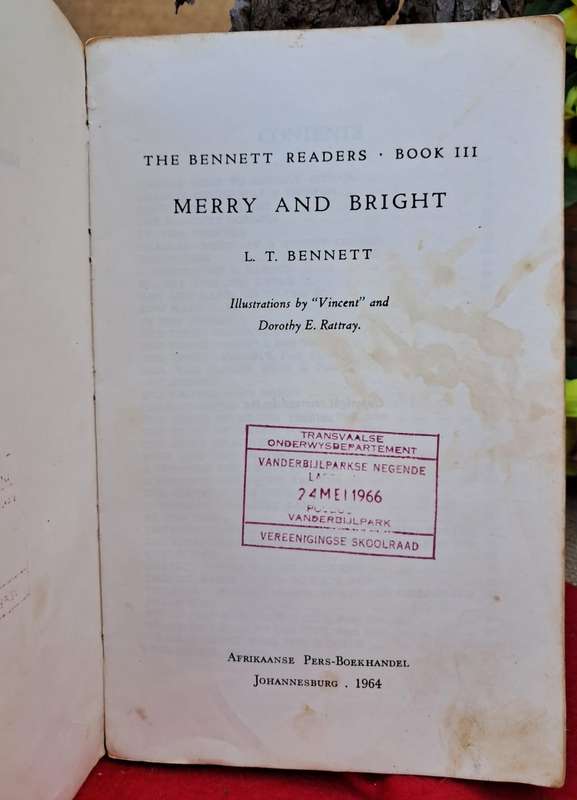 THE BENNETT READERS · BOOK III
MERRY AND BRIGHT
L. T. BENNETT
Illustrations by "Vincent" and
Dorothy E. Rattray.
TRANSVAALSE
ONDERWYSDEPARTEMENT
VANDERBIJLPARKSE NEGENDE
24 MEI 1966
VANDERBIJLPARK
VEREENIGINGSE SKOOLRAAD
AFRIKAANSE PERS-BOEKHANDEL
JOHANNESBURG . 1964